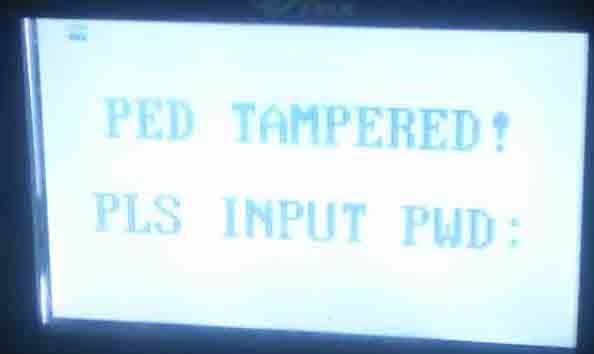 PED TAMPERED!
PLS INPUT PWD: